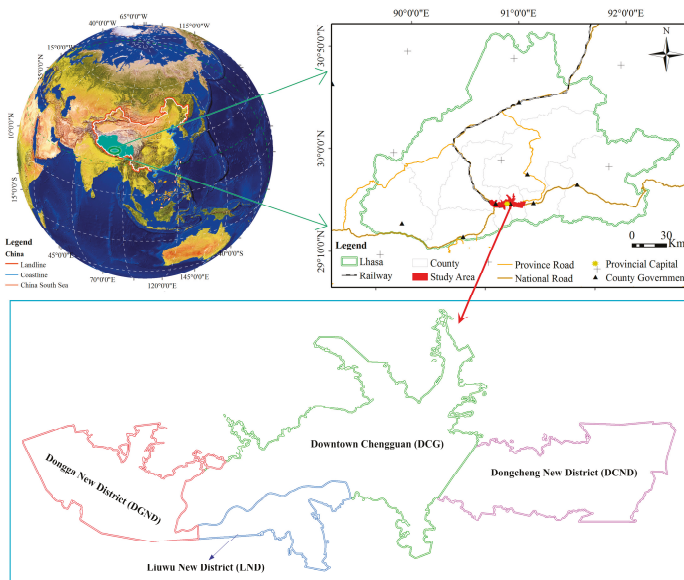 40°0'0"W
65°0'0"W
15°0'0"N
35°0'0"N
10°0'0"N
15°0'0"S
40°0'0"S
145°0'0"E
70°0'0"E
120°0'0"E
Legend
China
Landline
Coastline
China South Sea
90°0'0"E 91°0'0"E 92°0'0"E
30°50'0"N
30°0'0"N
29°10'0"N
N
0 30
Km
Legend
Lhasa County Province Road Provincial Capital
Railway Study Area National Road County Government
Downtown Chengguan (DCG)
Dongga New District (DGND)
Dongcheng New District (DCND)
Liuwu New District (LND)